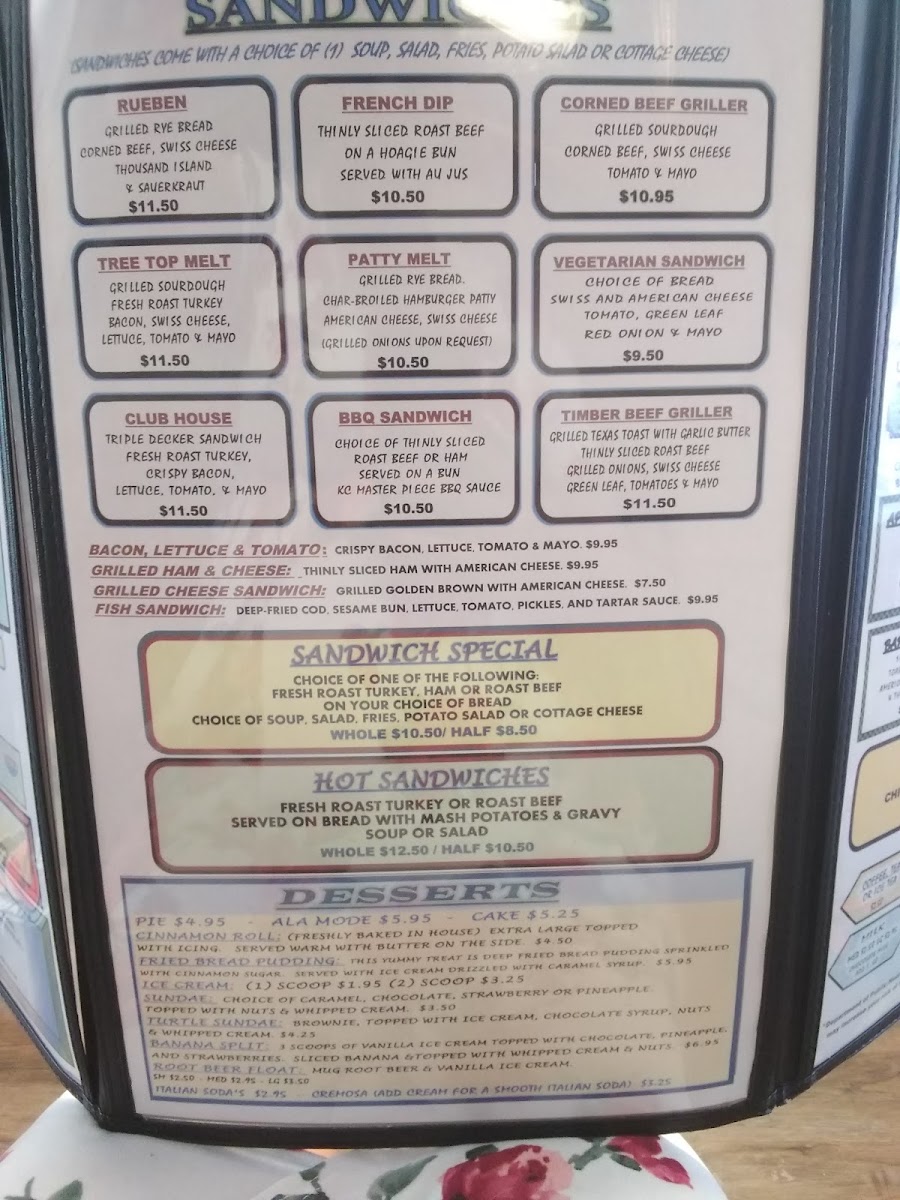 SANDWICHES
(SANDWICHES COME WITH A CHOICE OF (1) SOUP, SALAD, FRIES, POTATO SALAD OR COTTAGE CHEESE)
RUEBEN
GRILLED RYE BREAD
CORNED BEEF, SWISS CHEESE
THOUSAND ISLAND
& SAUERKRAUT
$11.50
FRENCH DIP
THINLY SLICED ROAST BEEF
ON A HOAGIE BUN
SERVED WITH AU JUS
$10.50
CORNED BEEF GRILLER
GRILLED SOURDOUGH
CORNED BEEF, SWISS CHEESE
TOMATO & MAYO
$10.95
TREE TOP MELT
GRILLED SOURDOUGH
FRESH ROAST TURKEY
BACON, SWISS CHEESE,
LETTUCE, TOMATO & MAYO
$11.50
PATTY MELT
GRILLED RYE BREAD.
CHAR-BROILED HAMBURGER PATTY
AMERICAN CHEESE, SWISS CHEESE
(GRILLED ONIONS UPON REQUEST)
$10.50
VEGETARIAN SANDWICH
CHOICE OF BREAD
SWISS AND AMERICAN CHEESE
TOMATO, GREEN LEAF
RED ONION & MAYO
$9.50
CLUB HOUSE
TRIPLE DECKER SANDWICH
FRESH ROAST TURKEY,
CRISPY BACON,
LETTUCE, TOMATO, & MAYO
$11.50
BBQ SANDWICH
CHOICE OF THINLY SLICED
ROAST BEEF OR HAM
SERVED ON A BUN
KC MASTER PIECE BBQ SAUCE
$10.50
TIMBER BEEF GRILLER
GRILLED TEXAS TOAST WITH GARLIC BUTTER
THINLY SLICED ROAST BEEF
GRILLED ONIONS, SWISS CHEESE
GREEN LEAF, TOMATOES & MAYO
$11.50
BACON, LETTUCE & TOMATO: CRISPY BACON, LETTUCE, TOMATO & MAYO. $9.95
GRILLED HAM & CHEESE: THINLY SLICED HAM WITH AMERICAN CHEESE. $9.95
GRILLED CHEESE SANDWICH: GRILLED GOLDEN BROWN WITH AMERICAN CHEESE. $7.50
FISH SANDWICH: DEEP-FRIED COD, SESAME BUN, LETTUCE, TOMATO, PICKLES, AND TARTAR SAUCE. $9.95
SANDWICH SPECIAL
CHOICE OF ONE OF THE FOLLOWING:
FRESH ROAST TURKEY, HAM OR ROAST BEEF
ON YOUR CHOICE OF BREAD
CHOICE OF SOUP, SALAD, FRIES, POTATO SALAD OR COTTAGE CHEESE
WHOLE $10.50/ HALF $8.50
HOT SANDWICHES
FRESH ROAST TURKEY OR ROAST BEEF
SERVED ON BREAD WITH MASH POTATOES & GRAVY
SOUP OR SALAD
WHOLE $12.50 / HALF $10.50
DESSERTS
PIE $4.95 - ALA MODE $5.95 - CAKE $5.25
CINNAMON ROLL: (FRESHLY BAKED IN HOUSE) EXTRA LARGE TOPPED
WITH ICING. SERVED WARM WITH BUTTER ON THE SIDE. $4.50
FRIED BREAD PUDDING: THIS YUMMY TREAT IS DEEP FRIED BREAD PUDDING SPRINKLED
WITH CINNAMON SUGAR. SERVED WITH ICE CREAM DRIZZLED WITH CARAMEL SYRUP. $5.95
ICE CREAM: (1) SCOOP $1.95 (2) SCOOP $3.25
SUNDAE: CHOICE OF CARAMEL, CHOCOLATE, STRAWBERRY OR PINEAPPLE.
TOPPED WITH NUTS & WHIPPED CREAM. $3.50
TURTLE SUNDAE: BROWNIE, TOPPED WITH ICE CREAM, CHOCOLATE SYRUP, NUTS
& WHIPPED CREAM. $4.25
BANANA SPLIT: 3 SCOOPS OF VANILLA ICE CREAM TOPPED WITH CHOCOLATE, PINEAPPLE,
AND STRAWBERRIES. SLICED BANANA &TOPPED WITH WHIPPED CREAM & NUTS. $6.95
ROOT BEER FLOAT: MUG ROOT BEER & VANILLA ICE CREAM.
SM $2.50 - MED $2.95 - LG $3.50
ITALIAN SODA'S $2.95 - CREMOSA (ADD CREAM FOR A SMOOTH ITALIAN SODA) $3.25